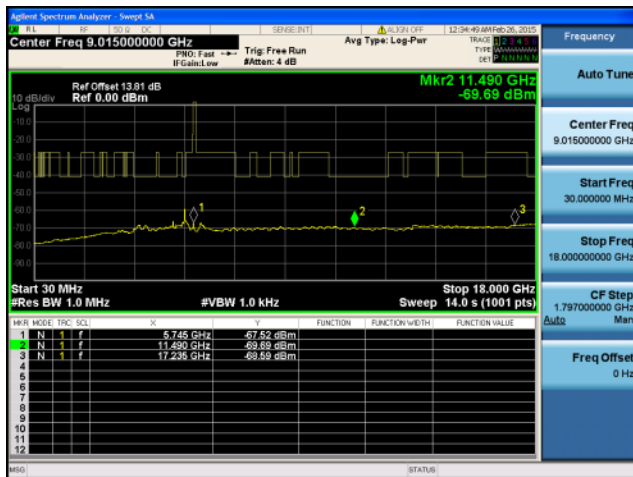 Agilent Spectrum Analyzer - Swept SA
RL RF 50 Ω DC SENSE:INT ALIGN OFF 12:34:49 AM Feb 26, 2015
Center Freq 9.015000000 GHz
PNO: Fast
IFGain:Low
Trig: Free Run
#Atten: 4 dB
Avg Type: Log-Pwr
TRACE 1 2 3 4 5 6
TYPE
DET P N N N N N
Mkr2 11.490 GHz
-69.69 dBm
Ref Offset 13.81 dB
10 dB/div Ref 0.00 dBm
Log
-10.0
-20.0
-30.0
-40.0
-50.0
-60.0
-70.0
-80.0
-90.0
1
2
3
Start 30 MHz Stop 18.000 GHz
#Res BW 1.0 MHz #VBW 1.0 kHz Sweep 14.0 s (1001 pts)
MKR MODE TRC SCL X Y FUNCTION FUNCTION WIDTH FUNCTION VALUE
1 N 1 f 5.745 GHz -67.52 dBm
2 N 1 f 11.490 GHz -69.69 dBm
3 N 1 f 17.235 GHz -68.59 dBm
4
5
6
7
8
9
10
11
12
MSG STATUS
Frequency
Auto Tune
Center Freq
9.015000000 GHz
Start Freq
30.000000 MHz
Stop Freq
18.000000000 GHz
CF Step
1.797000000 GHz
Auto Man
Freq Offset
0 Hz